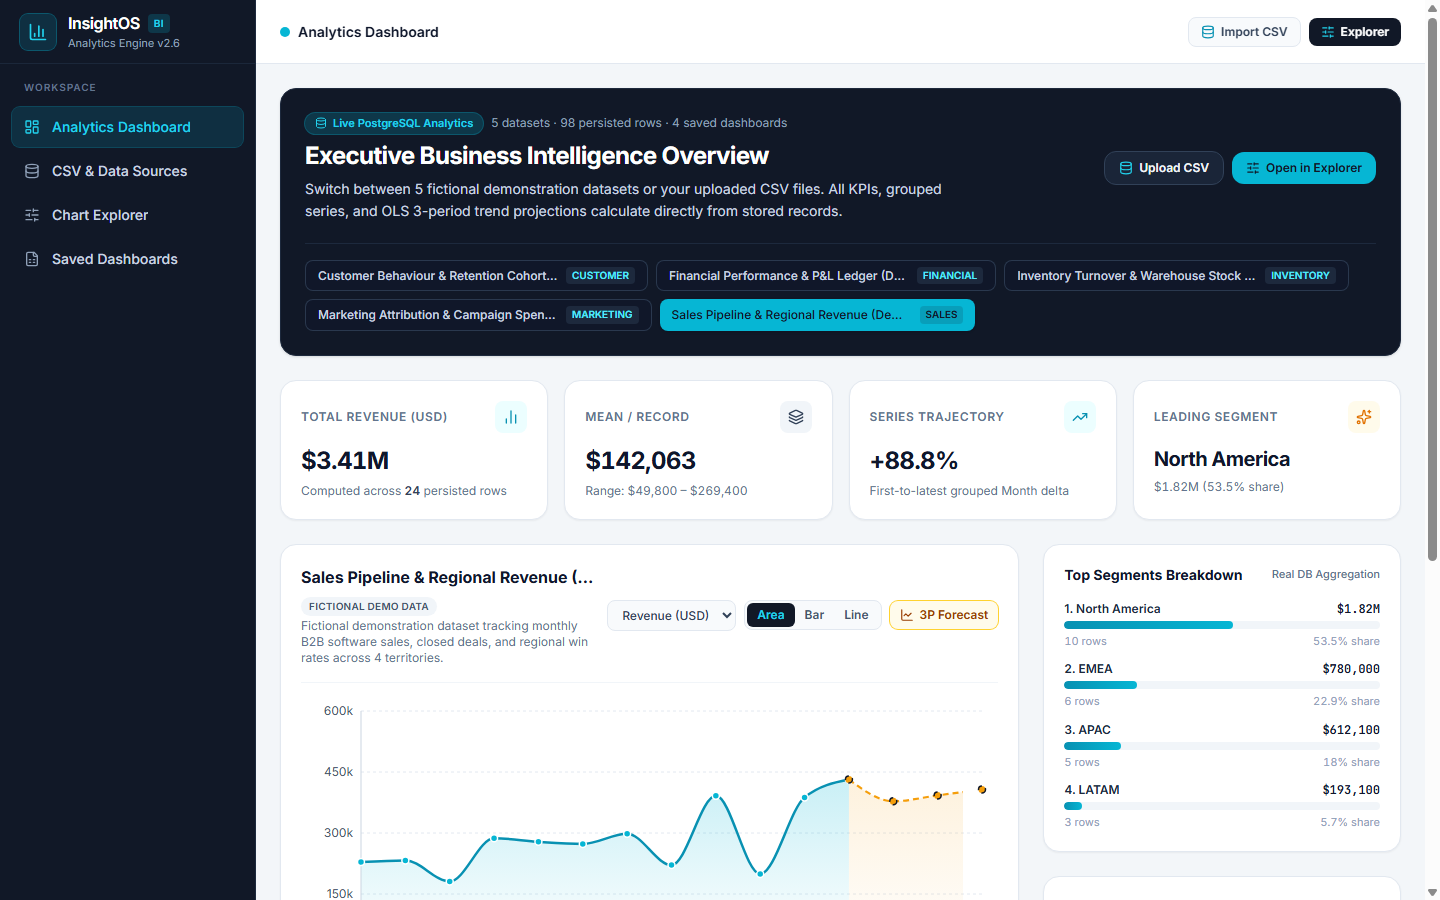 InsightOS BI
Analytics Engine v2.6
WORKSPACE
Analytics Dashboard
CSV & Data Sources
Chart Explorer
Saved Dashboards
Analytics Dashboard
Import CSV
Explorer
Live PostgreSQL Analytics
5 datasets · 98 persisted rows · 4 saved dashboards
Executive Business Intelligence Overview
Switch between 5 fictional demonstration datasets or your uploaded CSV files. All KPIs, grouped
series, and OLS 3-period trend projections calculate directly from stored records.
Upload CSV
Open in Explorer
Customer Behaviour & Retention Cohort... CUSTOMER
Financial Performance & P&L Ledger (D... FINANCIAL
Inventory Turnover & Warehouse Stock ... INVENTORY
Marketing Attribution & Campaign Spen... MARKETING
Sales Pipeline & Regional Revenue (De... SALES
TOTAL REVENUE (USD)
$3.41M
Computed across 24 persisted rows
MEAN / RECORD
$142,063
Range: $49,800 – $269,400
SERIES TRAJECTORY
+88.8%
First-to-latest grouped Month delta
LEADING SEGMENT
North America
$1.82M (53.5% share)
Sales Pipeline & Regional Revenue (...
FICTIONAL DEMO DATA
Fictional demonstration dataset tracking monthly
B2B software sales, closed deals, and regional win
rates across 4 territories.
Revenue (USD)
Area
Bar
Line
3P Forecast
600k
450k
300k
150k
Top Segments Breakdown
Real DB Aggregation
1. North America $1.82M
10 rows 53.5% share
2. EMEA $780,000
6 rows 22.9% share
3. APAC $612,100
5 rows 18% share
4. LATAM $193,100
3 rows 5.7% share